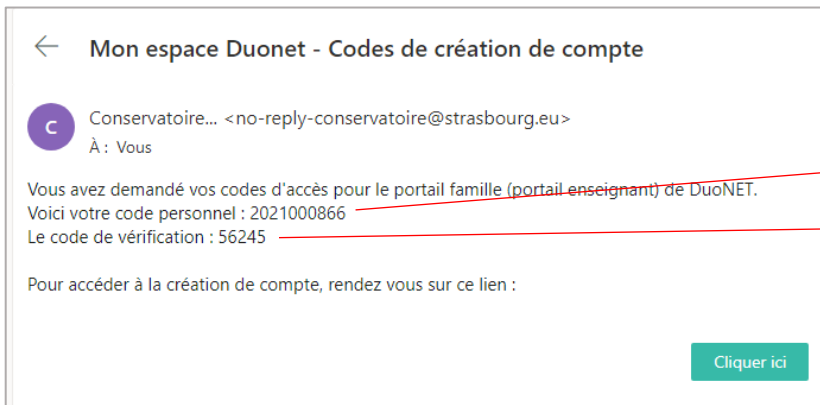 Mon espace Duonet - Codes de création de compte
C
Conservatoire... <no-reply-conservatoire@strasbourg.eu>
À : Vous
Vous avez demandé vos codes d'accès pour le portail famille (portail enseignant) de DuoNET.
Voici votre code personnel : 2021000866
Le code de vérification : 56245
Pour accéder à la création de compte, rendez vous sur ce lien :
Cliquer ici